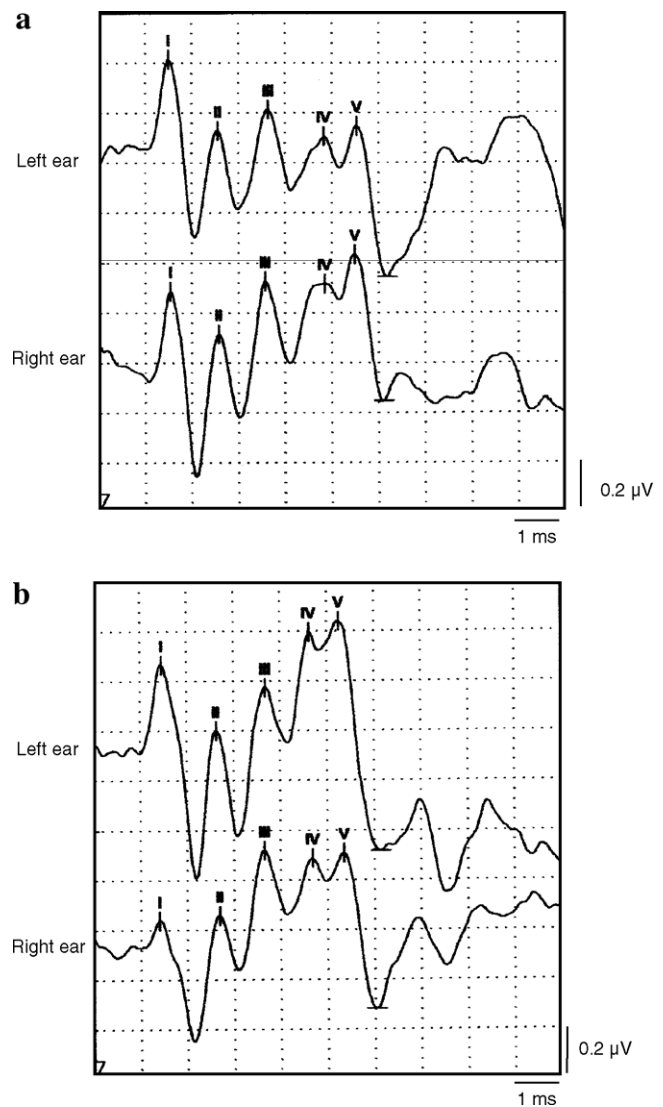 a
I
II
III
IV
V
Left ear
I
II
III
IV
V
Right ear
7
0.2 µV
1 ms
b
I
II
III
IV
V
Left ear
I
II
III
IV
V
Right ear
7
0.2 µV
1 ms